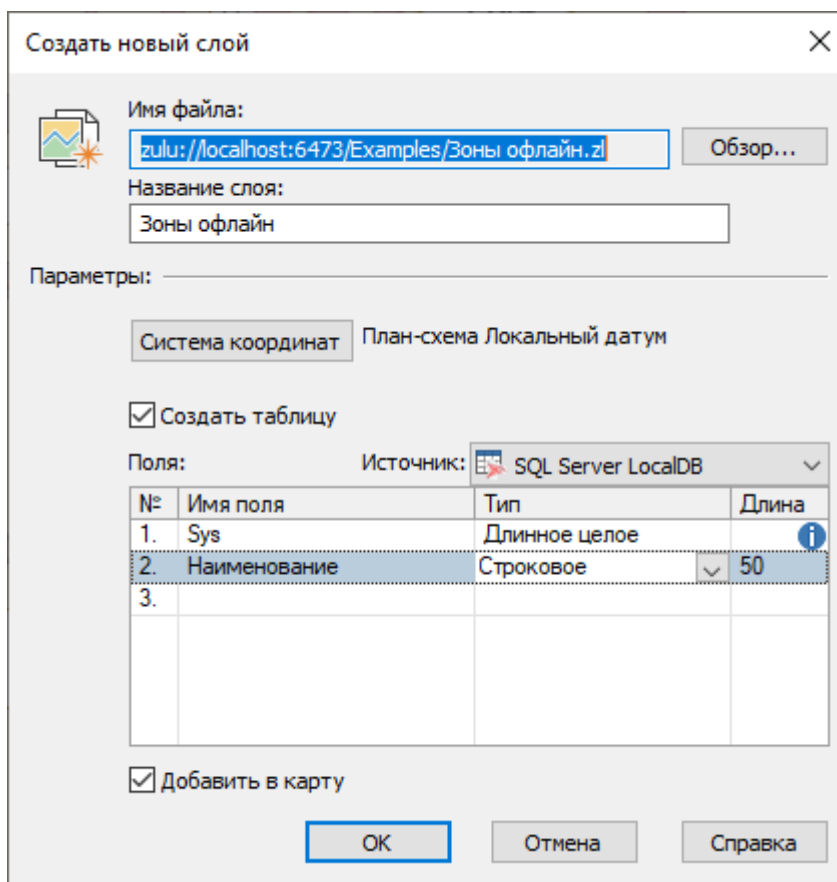 Создать новый слой
Имя файла:
zulu://localhost:6473/Examples/Зоны офлайн.zl
Обзор...
Название слоя:
Зоны офлайн
Параметры:
Система координат План-схема Локальный датум
Создать таблицу
Поля: Источник: SQL Server LocalDB
№ Имя поля Тип Длина
1. Sys Длинное целое
2. Наименование Строковое 50
3.
Добавить в карту
ОК Отмена Справка